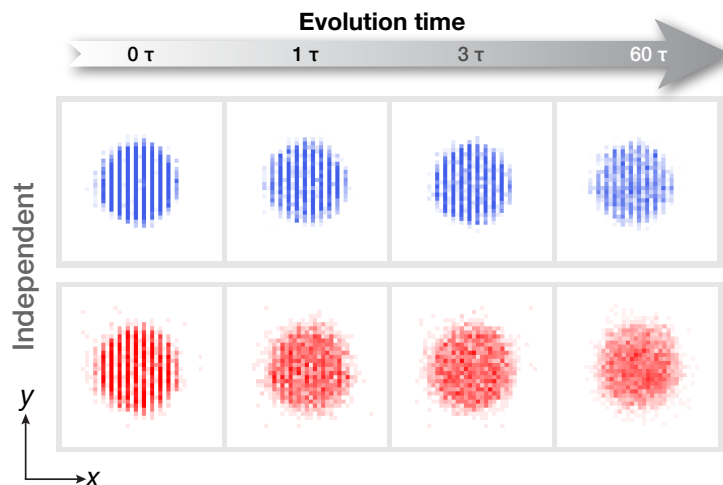 Evolution time
0 τ 1 τ 3 τ 60 τ
Independent
y
x